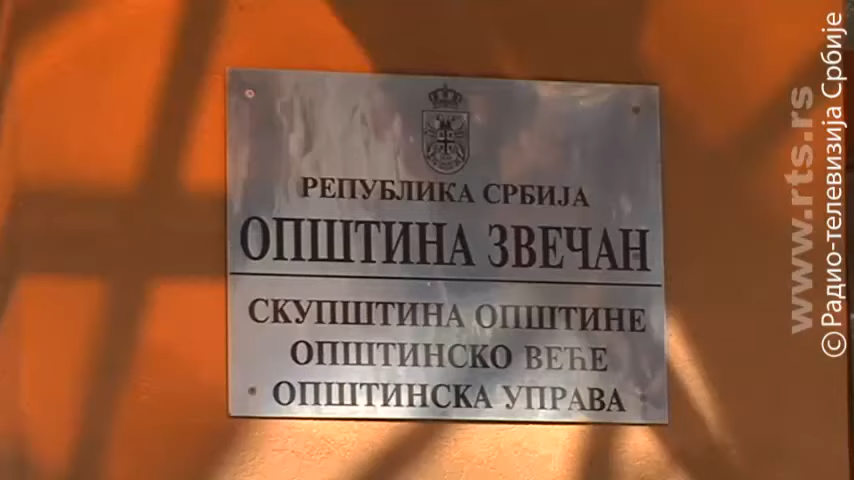 РЕПУБЛИКА СРБИЈА
ОПШТИНА ЗВЕЧАН
СКУПШТИНА ОПШТИНЕ
ОПШТИНСКО ВЕЋЕ
ОПШТИНСКА УПРАВА
www.rts.rs
© Радио-телевизија Србије